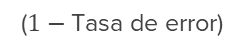 (1 − Tasa de error)